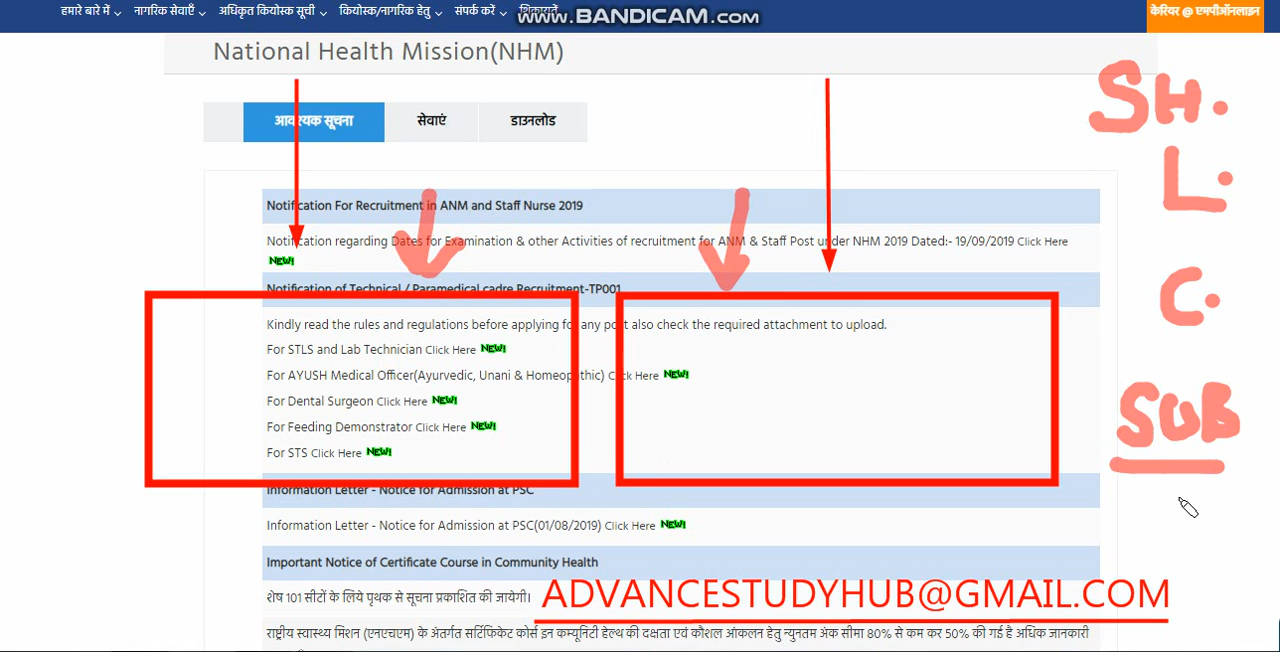 हमारे बारे में नागरिक सेवाएँ अधिकृत कियोस्क सूची कियोस्क/नागरिक हेतु संपर्क करें शिकायतें केरियर @ एमपीऑनलाइन
www.BANDICAM.com
National Health Mission(NHM)
SH.
आवश्यक सूचना सेवाएं डाउनलोड
L.
Notification For Recruitment in ANM and Staff Nurse 2019
Notification regarding Dates for Examination & other Activities of recruitment for ANM & Staff Post under NHM 2019 Dated:- 19/09/2019 Click Here
NEW!
Notification of Technical / Paramedical cadre Recruitment-TP001
C.
Kindly read the rules and regulations before applying for any post also check the required attachment to upload.
For STLS and Lab Technician Click Here NEW!
For AYUSH Medical Officer(Ayurvedic, Unani & Homeopathic) Click Here NEW!
For Dental Surgeon Click Here NEW!
SUB
For Feeding Demonstrator Click Here NEW!
For STS Click Here NEW!
Information Letter - Notice for Admission at PSC
Information Letter - Notice for Admission at PSC(01/08/2019) Click Here NEW!
Important Notice of Certificate Course in Community Health
शेष 101 सीटों के लिये पृथक से सूचना प्रकाशित की जायेगी।
ADVANCESTUDYHUB@GMAIL.COM
राष्ट्रीय स्वास्थ्य मिशन (एनएचएम) के अंतर्गत सर्टिफिकेट कोर्स इन कम्यूनिटी हेल्थ की दक्षता एवं कौशल आंकलन हेतु न्युनतम अंक सीमा 80% से कम कर 50% की गई है अधिक जानकारी